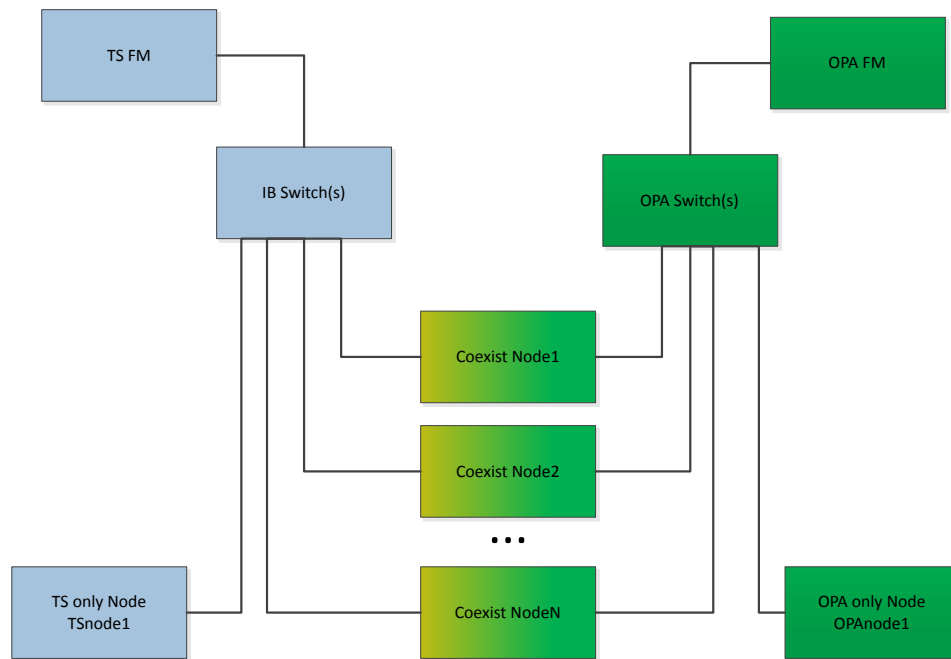 TS FM
OPA FM
IB Switch(s)
OPA Switch(s)
Coexist Node1
Coexist Node2
...
Coexist NodeN
TS only Node
TSnode1
OPA only Node
OPAnode1